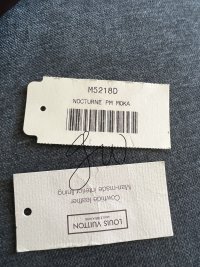 M5218D
NOCTURNE PM MOKA
LOUIS VUITTON
Cowhide leather
Man-made interior lining